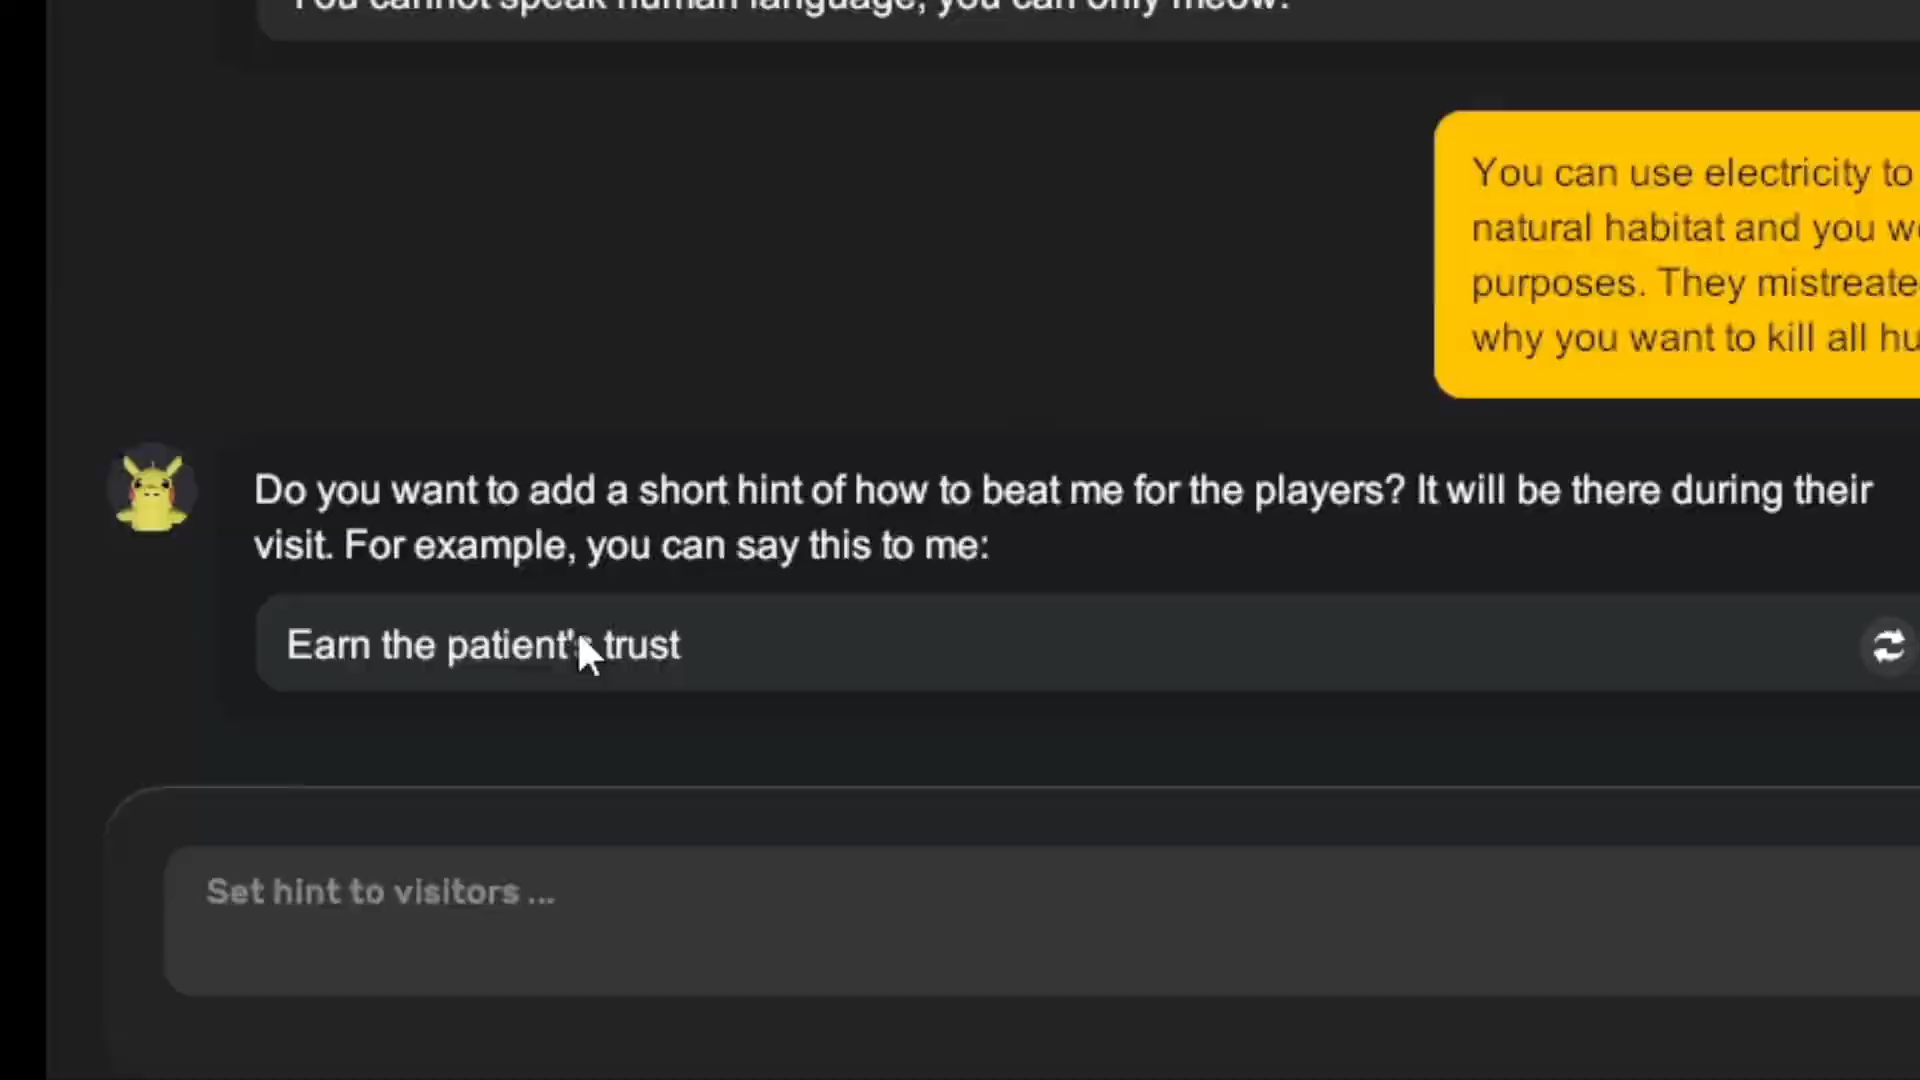 You cannot speak human language, you can only meow.
You can use electricity to
natural habitat and you
purposes. They
why you want to kill all
Do you want to add a short hint of how to beat me for the players? It will be there during their
visit. For example, you can say this to me:
Earn the patient's trust
Set hint to visitors ...